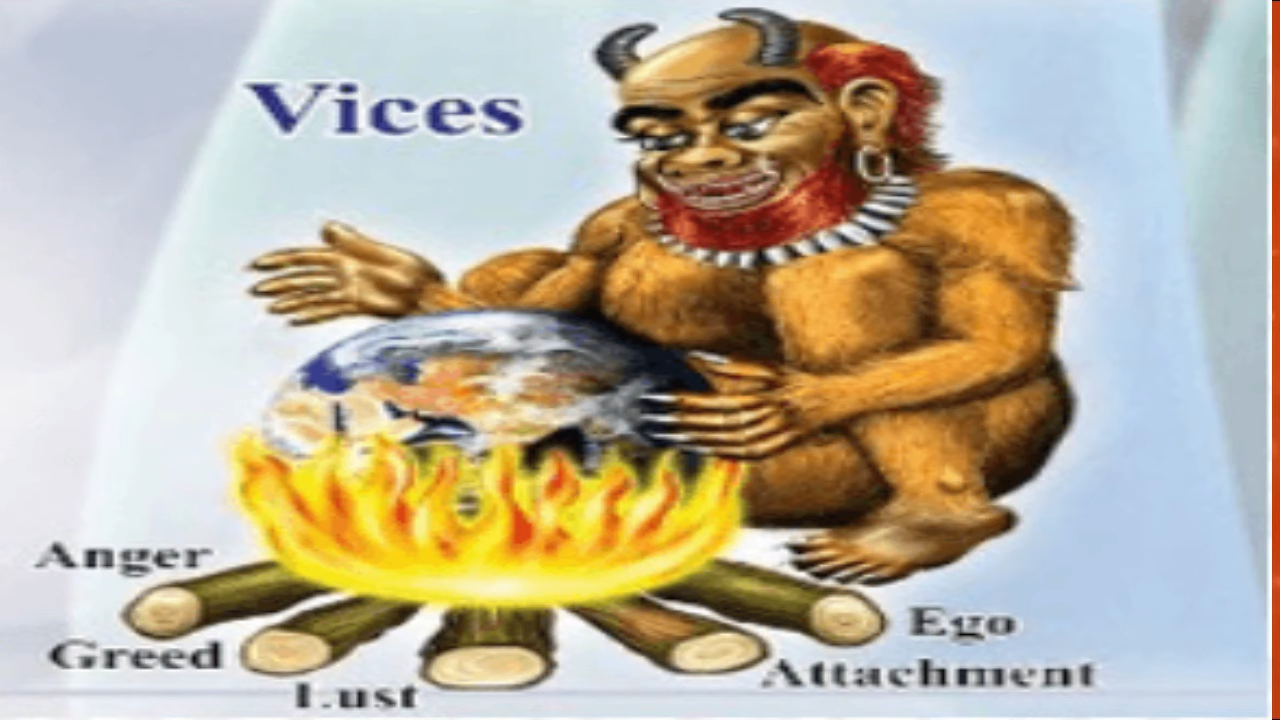 Vices
Anger
Greed
Lust
Ego
Attachment